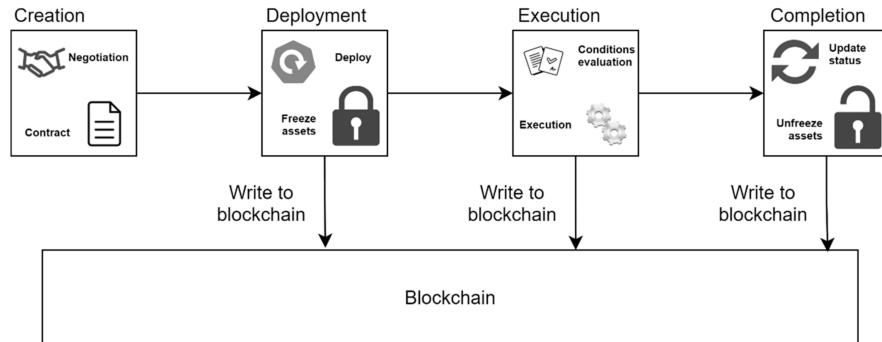 Creation
Deployment
Execution
Completion
Negotiation
Contract
Deploy
Freeze
assets
Conditions
evaluation
Execution
Update
status
Unfreeze
assets
Write to
blockchain
Write to
blockchain
Write to
blockchain
Blockchain